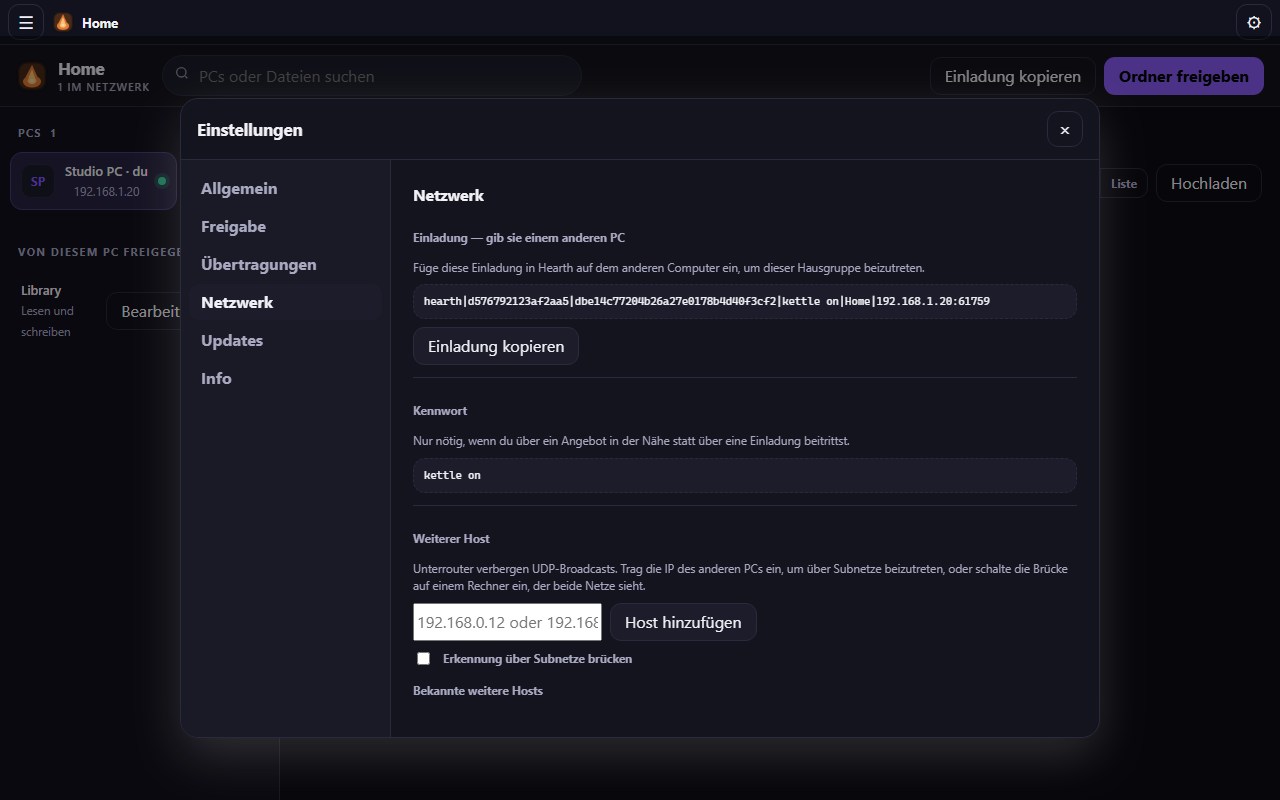 Home
Home
1 IM NETZWERK
PCs oder Dateien suchen
Einladung kopieren
Ordner freigeben
PCS 1
SP
Studio PC · du
192.168.1.20
VON DIESEM PC FREIGEGE
Library
Lesen und
schreiben
Bearbeit
Liste
Hochladen
Einstellungen
×
Allgemein
Freigabe
Übertragungen
Netzwerk
Updates
Info
Netzwerk
Einladung — gib sie einem anderen PC
Füge diese Einladung in Hearth auf dem anderen Computer ein, um dieser Hausgruppe beizutreten.
hearth|d576792123af2aa5|dbe14c77204b26a27e0178b4d40f3cf2|kettle on|Home|192.168.1.20:61759
Einladung kopieren
Kennwort
Nur nötig, wenn du über ein Angebot in der Nähe statt über eine Einladung beitrittst.
kettle on
Weiterer Host
Unterrouter verbergen UDP-Broadcasts. Trag die IP des anderen PCs ein, um über Subnetze beizutreten, oder schalte die Brücke
auf einem Rechner ein, der beide Netze sieht.
192.168.0.12 oder 192.168
Host hinzufügen
Erkennung über Subnetze brücken
Bekannte weitere Hosts